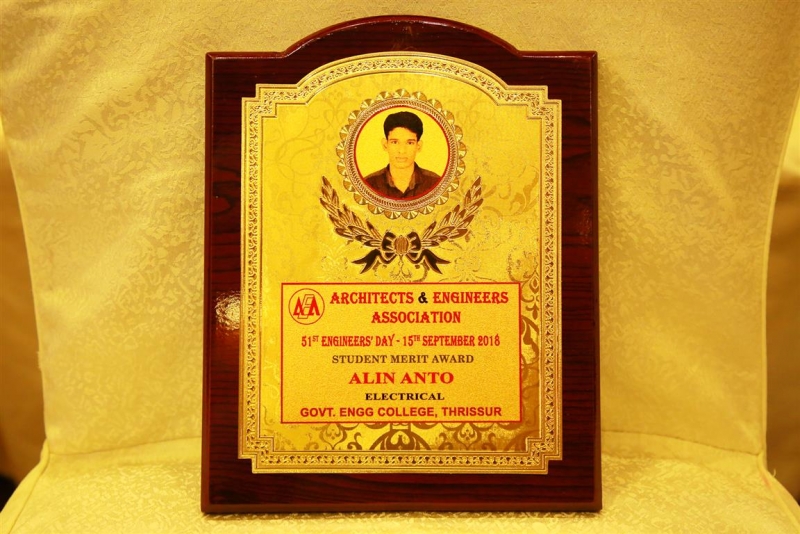 AEA
ARCHITECTS & ENGINEERS
ASSOCIATION
51ST ENGINEERS' DAY - 15TH SEPTEMBER 2018
STUDENT MERIT AWARD
ALIN ANTO
ELECTRICAL
GOVT. ENGG COLLEGE, THRISSUR